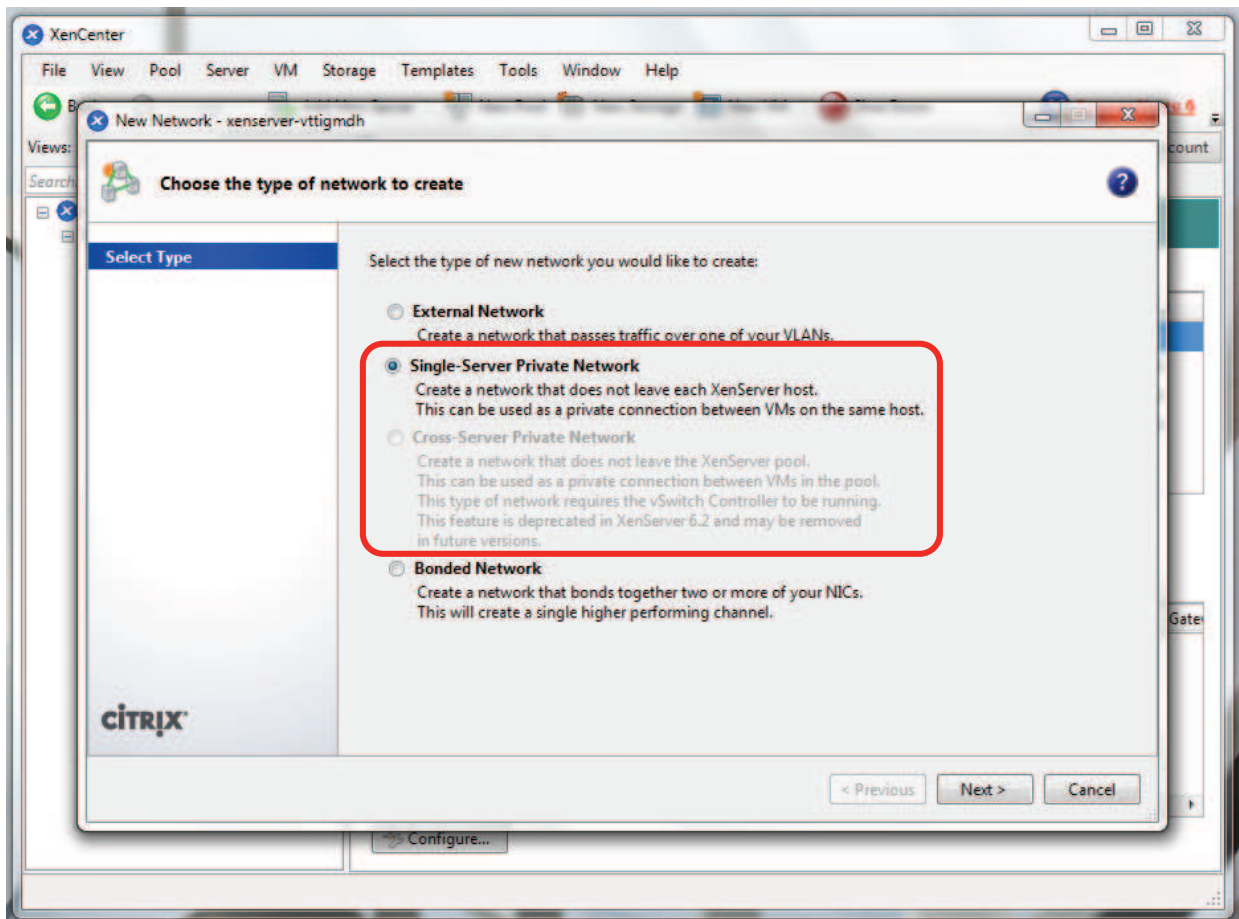 XenCenter
File View Pool Server VM Storage Templates Tools Window Help
New Network - xenserver-vttigmdh
Views:
count
Search
Choose the type of network to create
?
Select Type
Select the type of new network you would like to create:
External Network
Create a network that passes traffic over one of your VLANs.
Single-Server Private Network
Create a network that does not leave each XenServer host.
This can be used as a private connection between VMs on the same host.
Cross-Server Private Network
Create a network that does not leave the XenServer pool.
This can be used as a private connection between VMs in the pool.
This type of network requires the vSwitch Controller to be running.
This feature is deprecated in XenServer 6.2 and may be removed
in future versions.
Bonded Network
Create a network that bonds together two or more of your NICs.
This will create a single higher performing channel.
Gate
CITRIX
< Previous Next > Cancel
Configure...